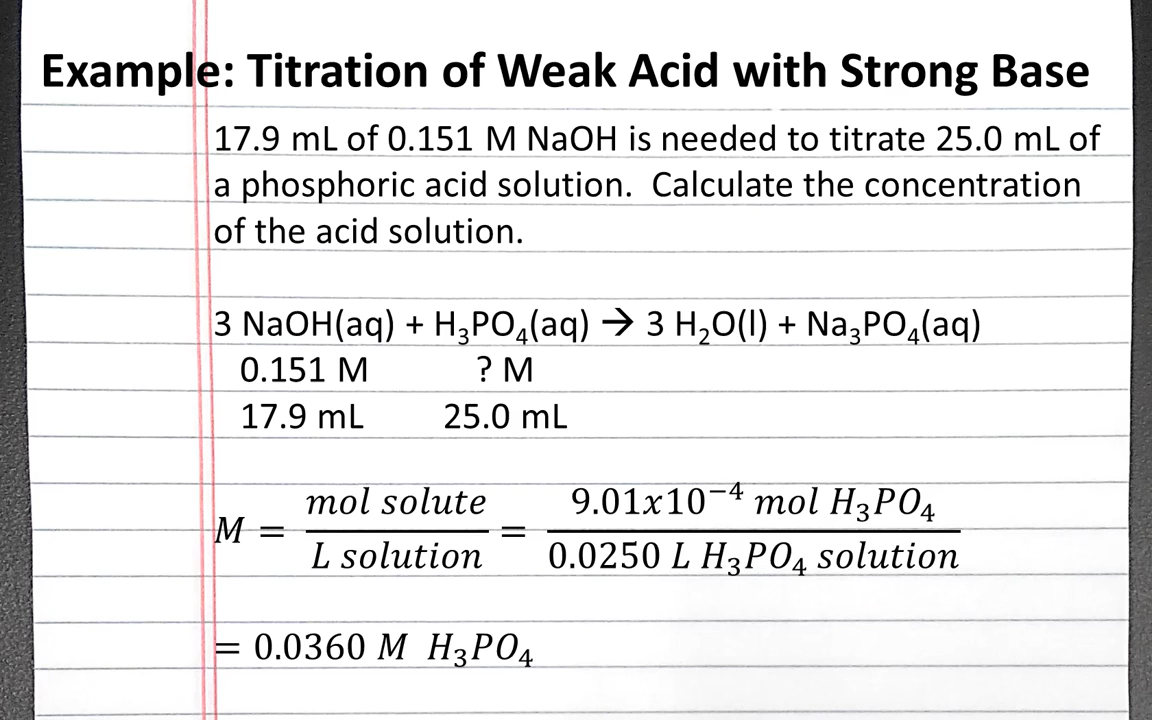 Example: Titration of Weak Acid with Strong Base
17.9 mL of 0.151 M NaOH is needed to titrate 25.0 mL of
a phosphoric acid solution.  Calculate the concentration
of the acid solution.
3 NaOH(aq) + H₃PO₄(aq) → 3 H₂O(l) + Na₃PO₄(aq)
0.151 M ? M
17.9 mL 25.0 mL
M = mol solute / L solution = 9.01x10⁻⁴ mol H₃PO₄ / 0.0250 L H₃PO₄ solution
= 0.0360 M H₃PO₄